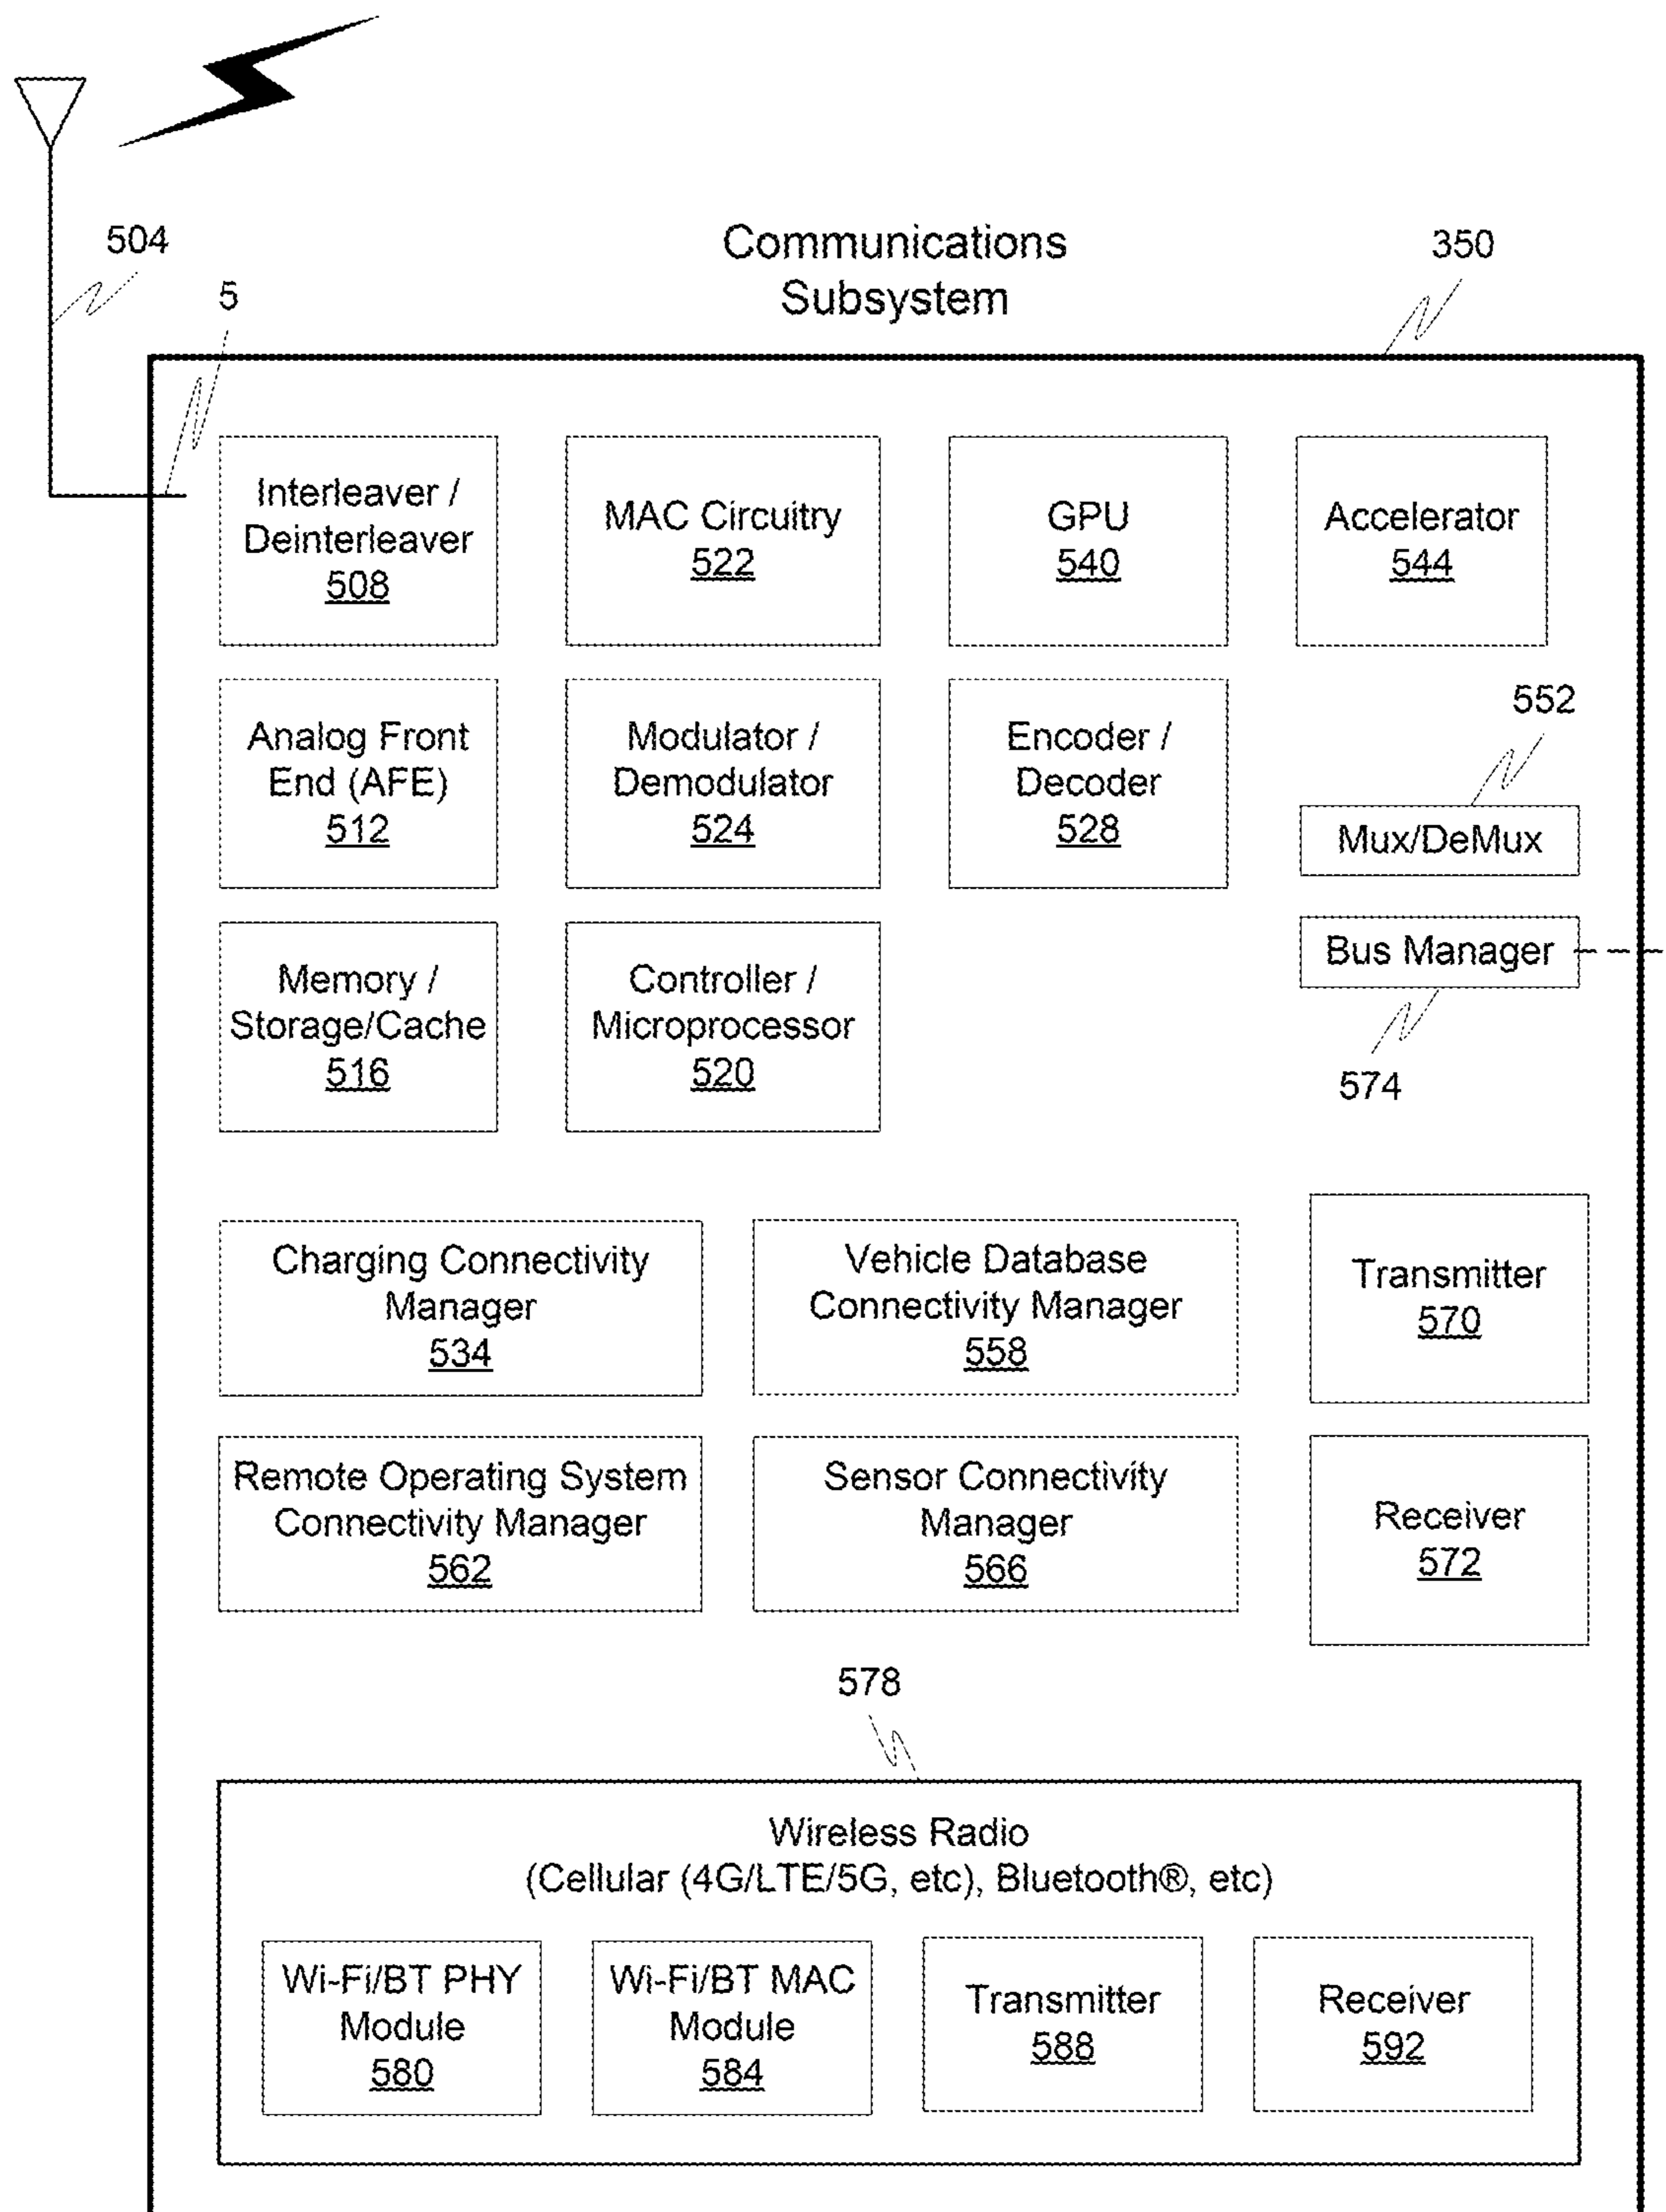 504
5
Communications
Subsystem
350
Interleaver /
Deinterleaver
508
MAC Circuitry
522
GPU
540
Accelerator
544
Analog Front
End (AFE)
512
Modulator /
Demodulator
524
Encoder /
Decoder
528
552
Mux/DeMux
Bus Manager
574
Memory /
Storage/Cache
516
Controller /
Microprocessor
520
Charging Connectivity
Manager
534
Vehicle Database
Connectivity Manager
558
Transmitter
570
Remote Operating System
Connectivity Manager
562
Sensor Connectivity
Manager
566
Receiver
572
578
Wireless Radio
(Cellular (4G/LTE/5G, etc), Bluetooth®, etc)
Wi-Fi/BT PHY
Module
580
Wi-Fi/BT MAC
Module
584
Transmitter
588
Receiver
592